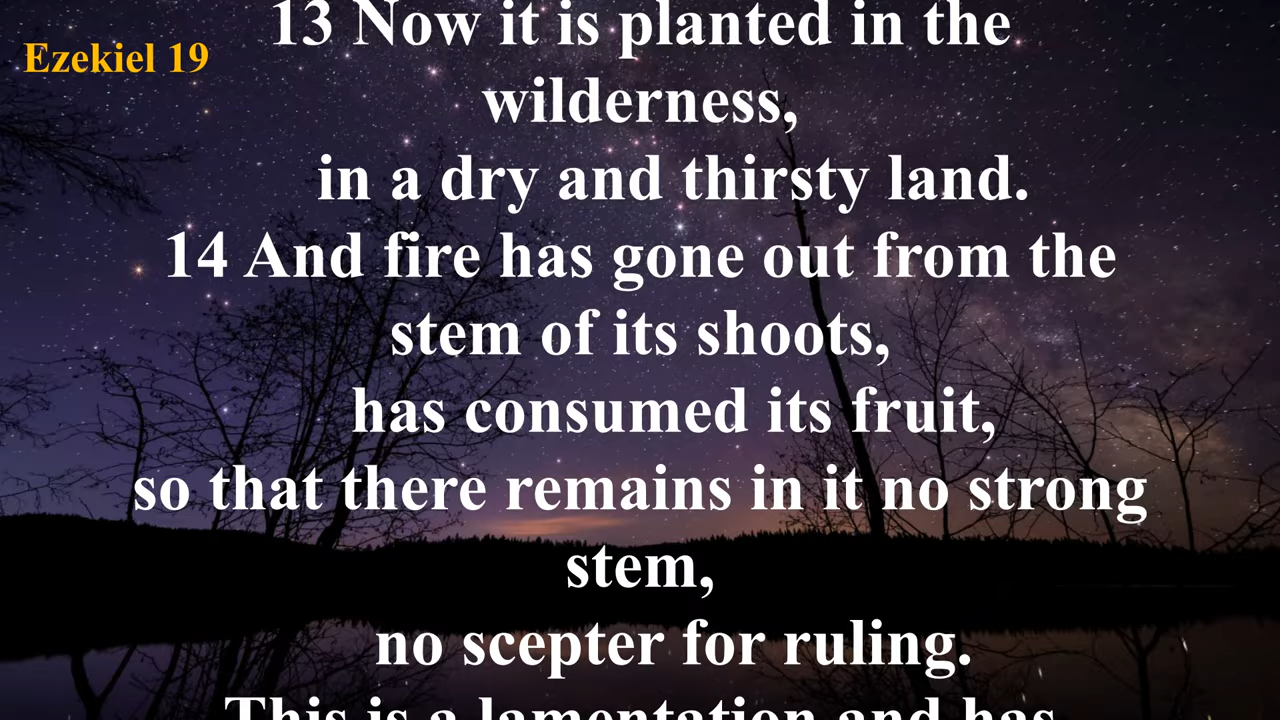 Ezekiel 19
13 Now it is planted in the
wilderness,
in a dry and thirsty land.
14 And fire has gone out from the
stem of its shoots,
has consumed its fruit,
so that there remains in it no strong
stem,
no scepter for ruling.
This is a lamentation and has